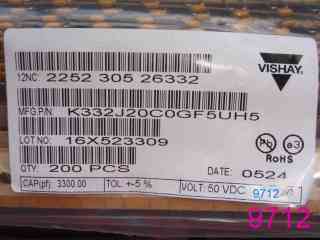 12NC: 2252 305 26332
VISHAY
MFG.P/N: K332J20C0GF5UH5
LOT NO: 16X523309
Pb e3
RoHS
QTY: 200 PCS
DATE: 0524
CAP(pf): 3300.00 TOL: +-5 % VOLT: 50 VDC
9712
9712